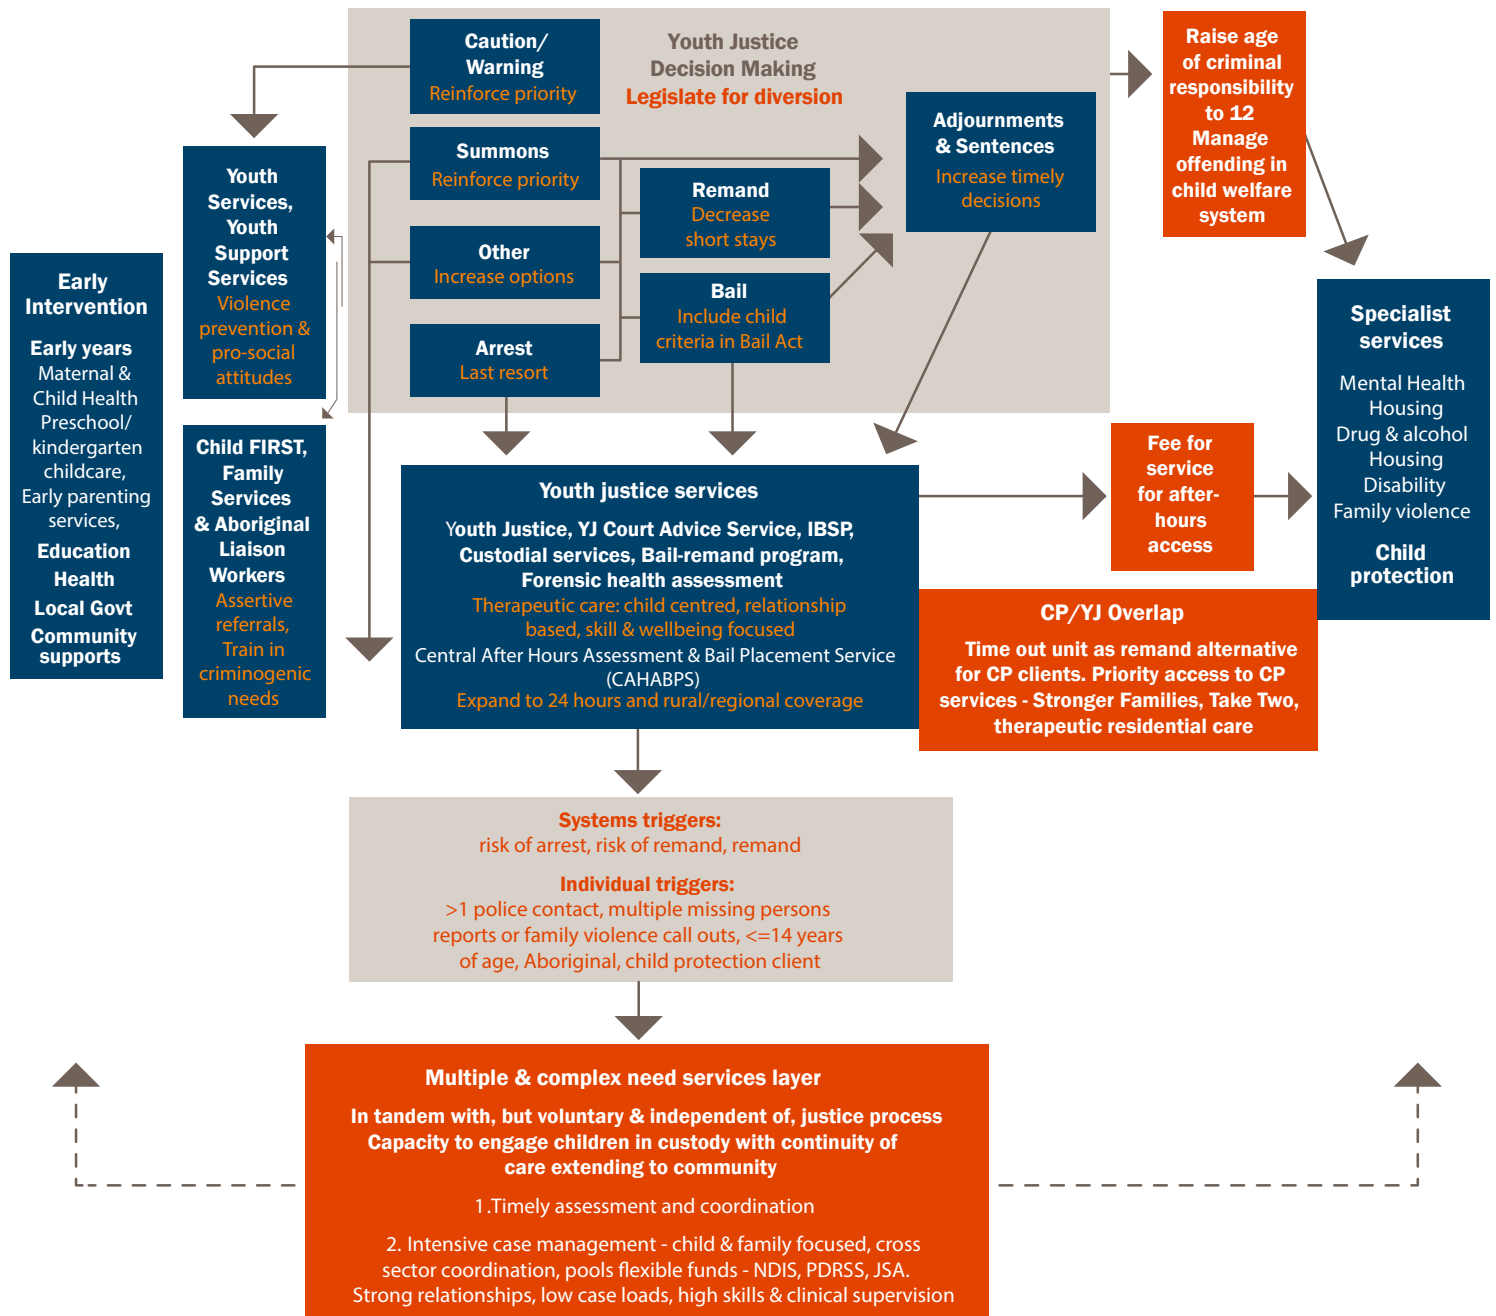 Caution/
Warning
Reinforce priority
Youth Justice
Decision Making
Legislate for diversion
Raise age
of criminal
responsibility
to 12
Manage
offending in
child welfare
system
Adjournments
& Sentences
Increase timely
decisions
Summons
Reinforce priority
Remand
Decrease
short stays
Other
Increase options
Bail
Include child
criteria in Bail Act
Arrest
Last resort
Youth
Services,
Youth
Support
Services
Violence
prevention &
pro-social
attitudes
Early
Intervention
Early years
Maternal &
Child Health
Preschool/
kindergarten
childcare,
Early parenting
services,
Education
Health
Local Govt
Community
supports
Child FIRST,
Family
Services
& Aboriginal
Liaison
Workers
Assertive
referrals,
Train in
criminogenic
needs
Specialist
services
Mental Health
Housing
Drug & alcohol
Housing
Disability
Family violence
Child
protection
Fee for
service
for after-
hours
access
Youth justice services
Youth Justice, YJ Court Advice Service, IBSP,
Custodial services, Bail-remand program,
Forensic health assessment
Therapeutic care: child centred, relationship
based, skill & wellbeing focused
Central After Hours Assessment & Bail Placement Service
(CAHABPS)
Expand to 24 hours and rural/regional coverage
CP/YJ Overlap
Time out unit as remand alternative
for CP clients. Priority access to CP
services - Stronger Families, Take Two,
therapeutic residential care
Systems triggers:
risk of arrest, risk of remand, remand
Individual triggers:
>1 police contact, multiple missing persons
reports or family violence call outs, <=14 years
of age, Aboriginal, child protection client
Multiple & complex need services layer
In tandem with, but voluntary & independent of, justice process
Capacity to engage children in custody with continuity of
care extending to community
1.Timely assessment and coordination
2. Intensive case management - child & family focused, cross
sector coordination, pools flexible funds - NDIS, PDRSS, JSA.
Strong relationships, low case loads, high skills & clinical supervision